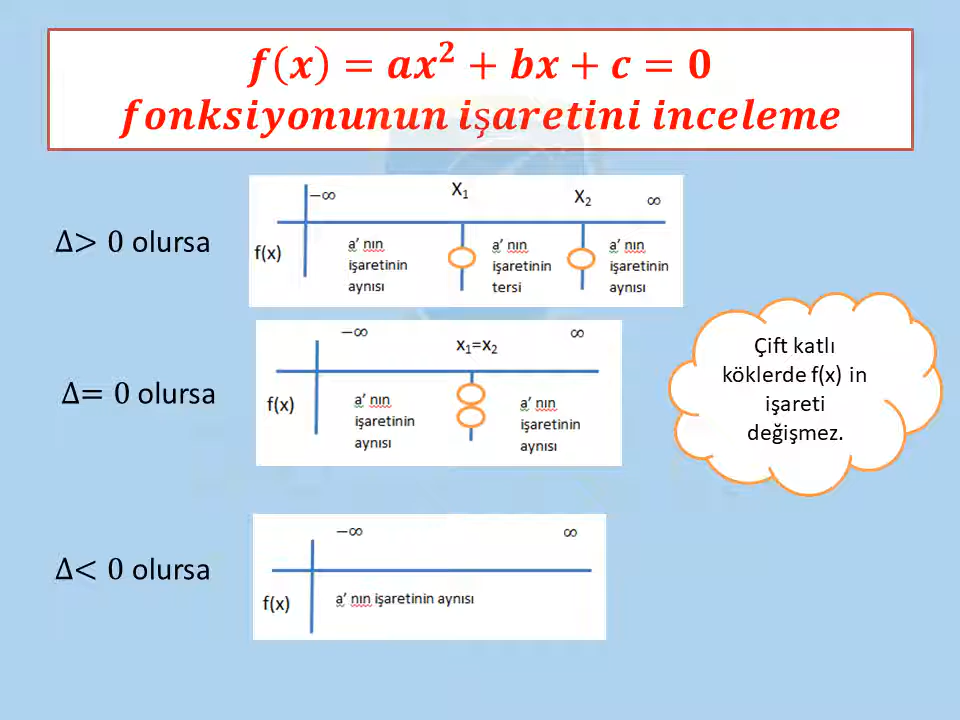 f(x) = ax² + bx + c = 0
fonksiyonunun işaretini inceleme
Δ> 0 olursa
−∞ X₁ X₂ ∞
f(x)
a' nın işaretinin aynısı
a' nın işaretinin tersi
a' nın işaretinin aynısı
Δ= 0 olursa
−∞ x₁=x₂ ∞
f(x)
a' nın işaretinin aynısı
a' nın işaretinin aynısı
Çift katlı
köklerde f(x) in
işareti
değişmez.
Δ< 0 olursa
−∞ ∞
f(x)
a' nın işaretinin aynısı